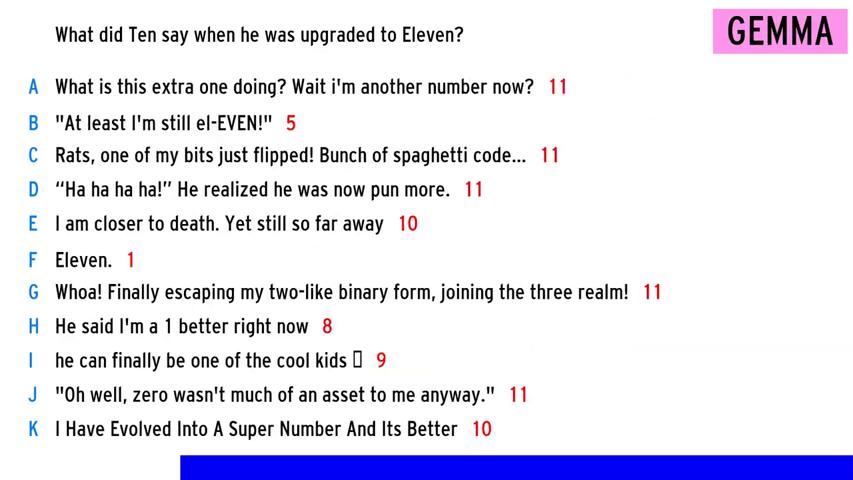 What did Ten say when he was upgraded to Eleven?
GEMMA
A What is this extra one doing? Wait i'm another number now? 11
B "At least I'm still el-EVEN!" 5
C Rats, one of my bits just flipped! Bunch of spaghetti code... 11
D “Ha ha ha ha!” He realized he was now pun more. 11
E I am closer to death. Yet still so far away 10
F Eleven. 1
G Whoa! Finally escaping my two-like binary form, joining the three realm! 11
H He said I'm a 1 better right now 8
I he can finally be one of the cool kids 9
J "Oh well, zero wasn't much of an asset to me anyway." 11
K I Have Evolved Into A Super Number And Its Better 10